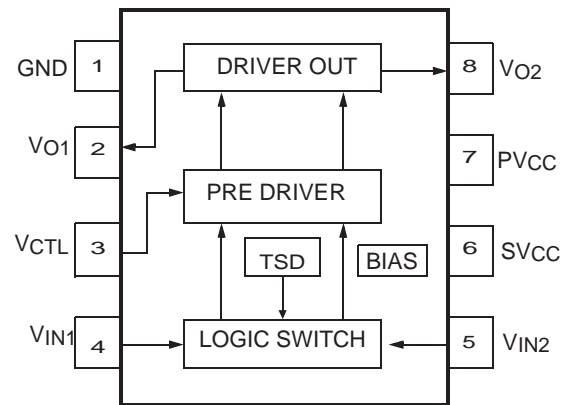 GND 1 DRIVER OUT 8 VO2
VO1 2 7 PVCC
PRE DRIVER
VCTL 3 TSD BIAS 6 SVCC
VIN1 4 LOGIC SWITCH 5 VIN2